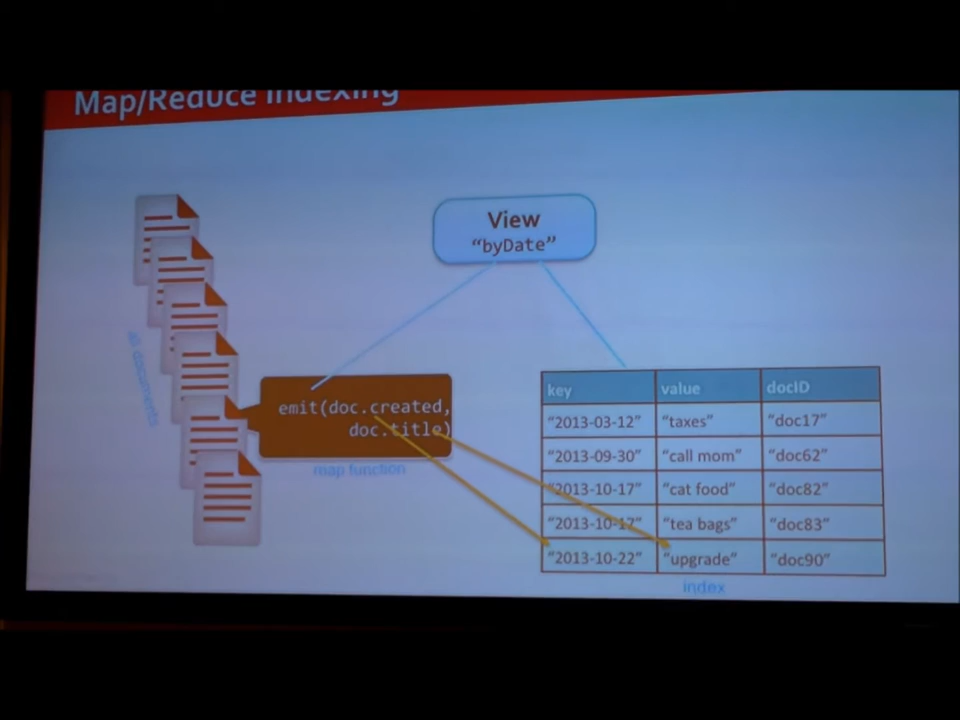 Map/Reduce Indexing
View
“byDate”
all documents
emit(doc.created,
doc.title)
map function
key value docID
“2013-03-12” “taxes” “doc17”
“2013-09-30” “call mom” “doc62”
“2013-10-17” “cat food” “doc82”
“2013-10-17” “tea bags” “doc83”
“2013-10-22” “upgrade” “doc90”
index